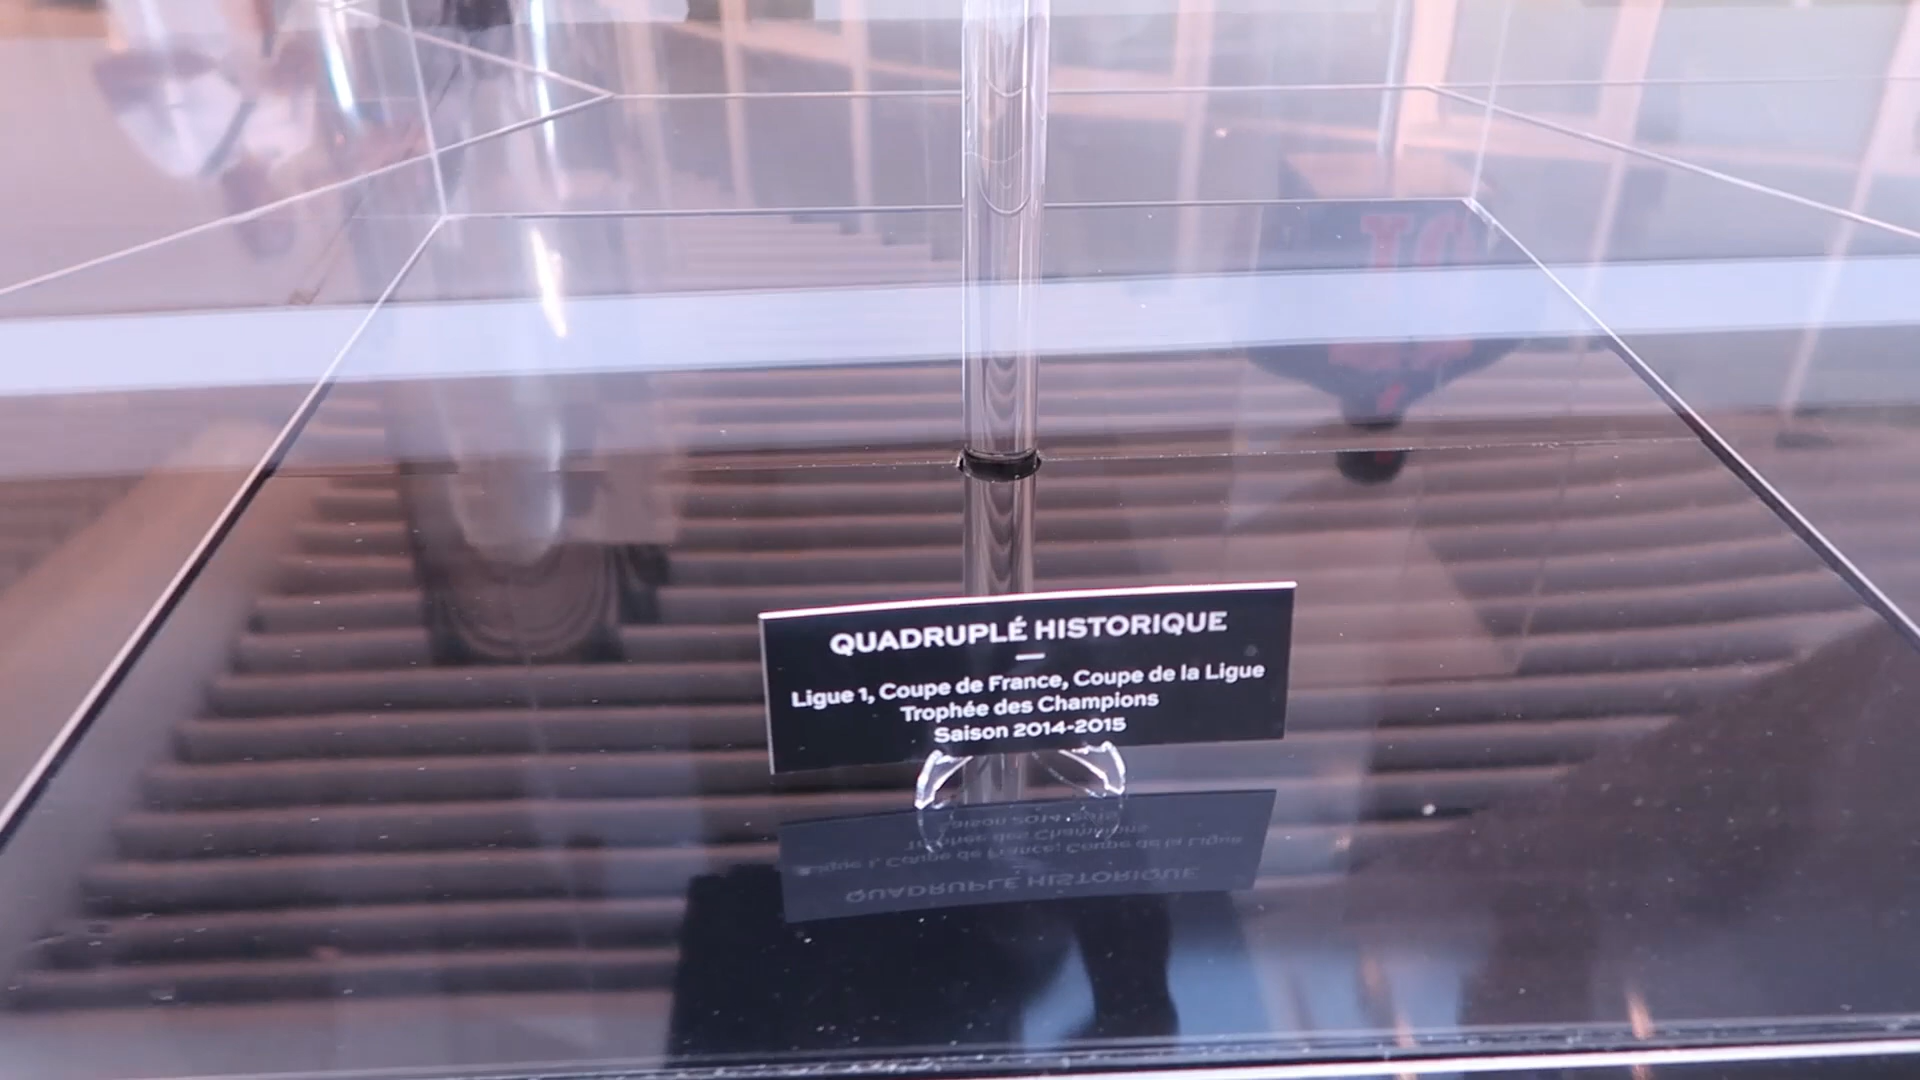 QUADRUPLÉ HISTORIQUE
Ligue 1, Coupe de France, Coupe de la Ligue
Trophée des Champions
Saison 2014-2015